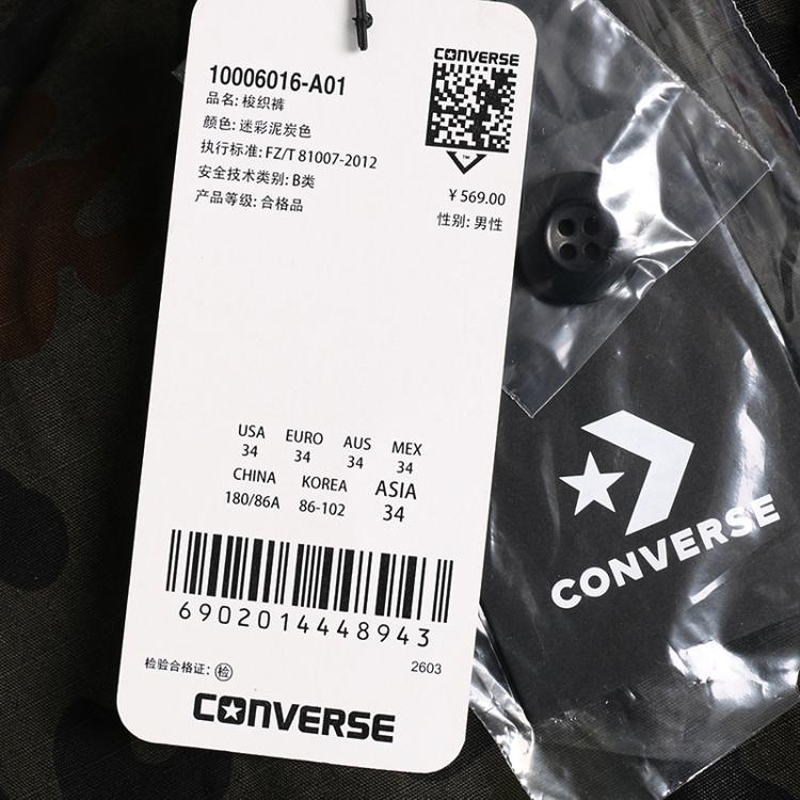 CONVERSE
10006016-A01
品名: 梭织裤
颜色: 迷彩泥炭色
执行标准: FZ/T 81007-2012
安全技术类别: B类
产品等级: 合格品
TM
￥569.00
性别: 男性
USA EURO AUS MEX
34 34 34 34
CHINA KOREA ASIA
180/86A 86-102 34
6902014448943
检验合格证: 检
2603
CONVERSE
CONVERSE